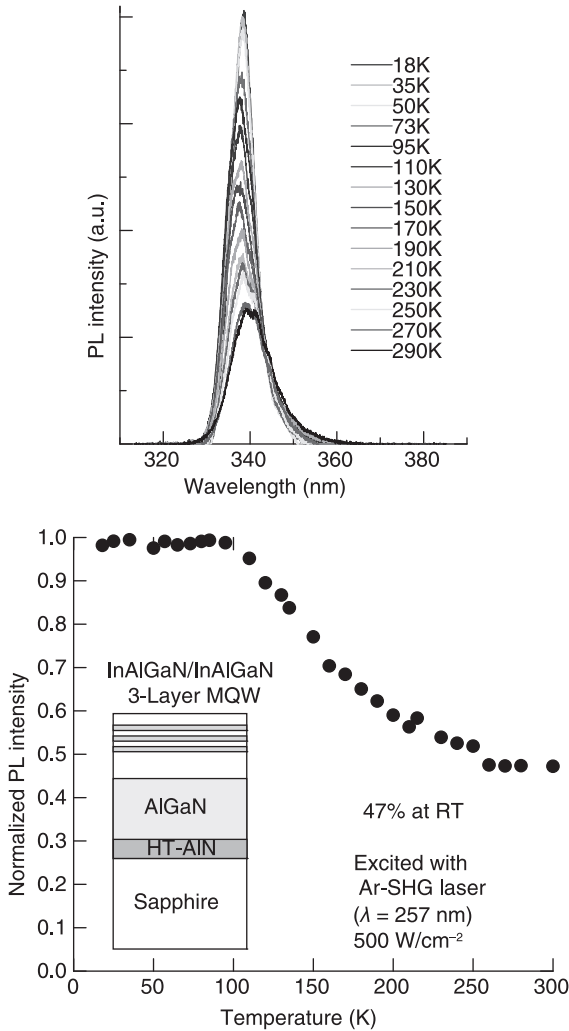 PL intensity (a.u.)
18K
35K
50K
73K
95K
110K
130K
150K
170K
190K
210K
230K
250K
270K
290K
320
340
360
380
Wavelength (nm)
Normalized PL intensity
1.0
0.9
0.8
0.7
0.6
0.5
0.4
0.3
0.2
0.1
0.0
InAlGaN/InAlGaN
3-Layer MQW
AlGaN
HT-AlN
Sapphire
47% at RT
Excited with
Ar-SHG laser
(λ = 257 nm)
500 W/cm⁻²
0
50
100
150
200
250
300
Temperature (K)